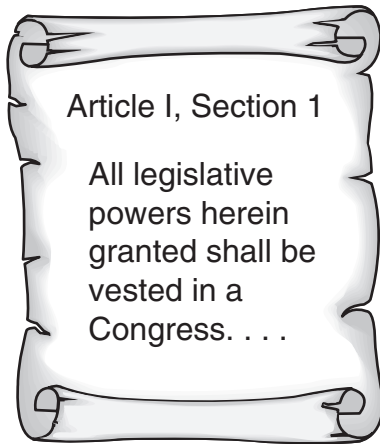 Article I, Section 1
All legislative
powers herein
granted shall be
vested in a
Congress. . . .